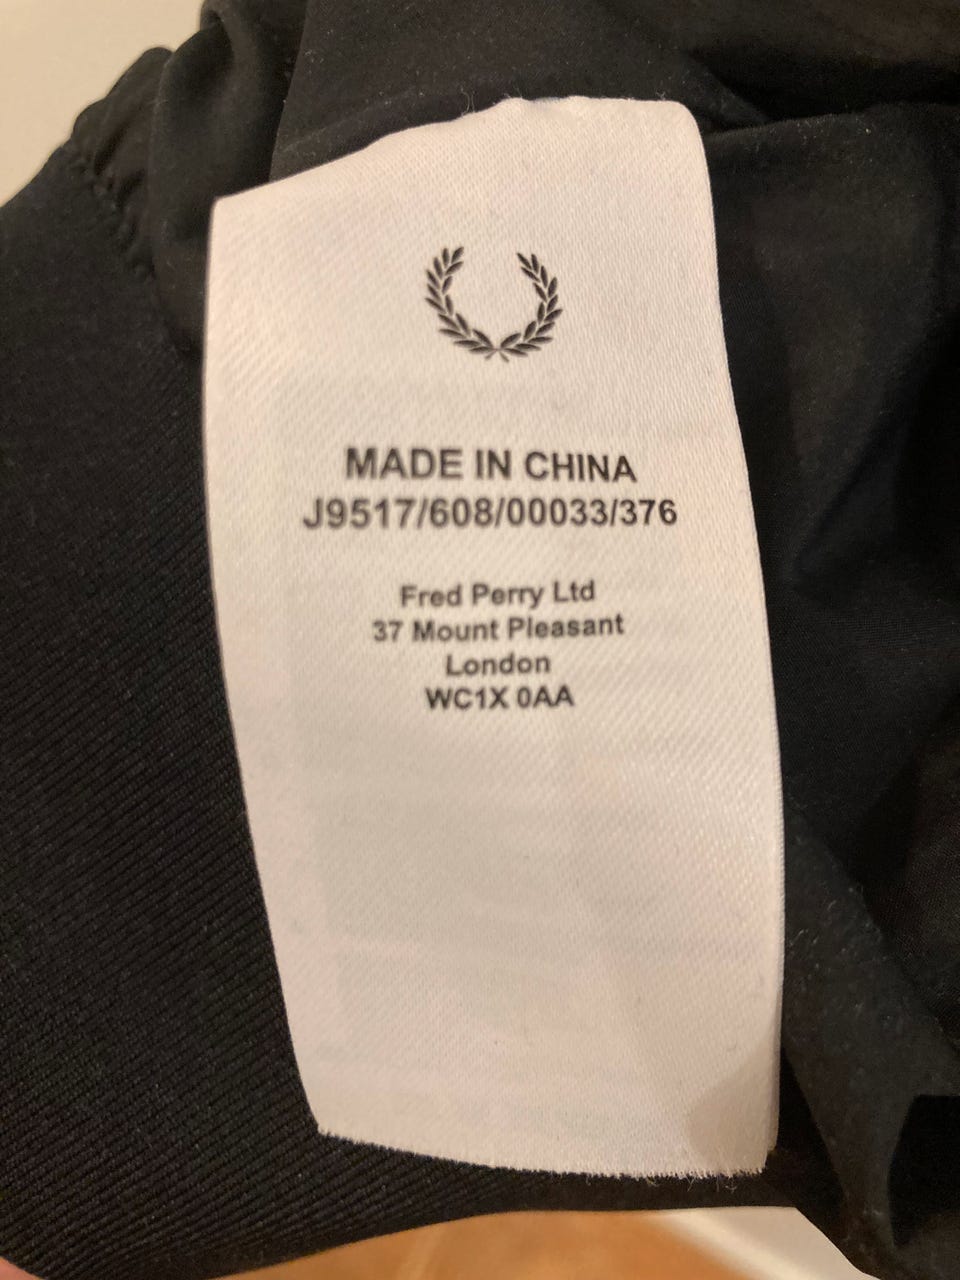 MADE IN CHINA
J9517/608/00033/376
Fred Perry Ltd
37 Mount Pleasant
London
WC1X 0AA